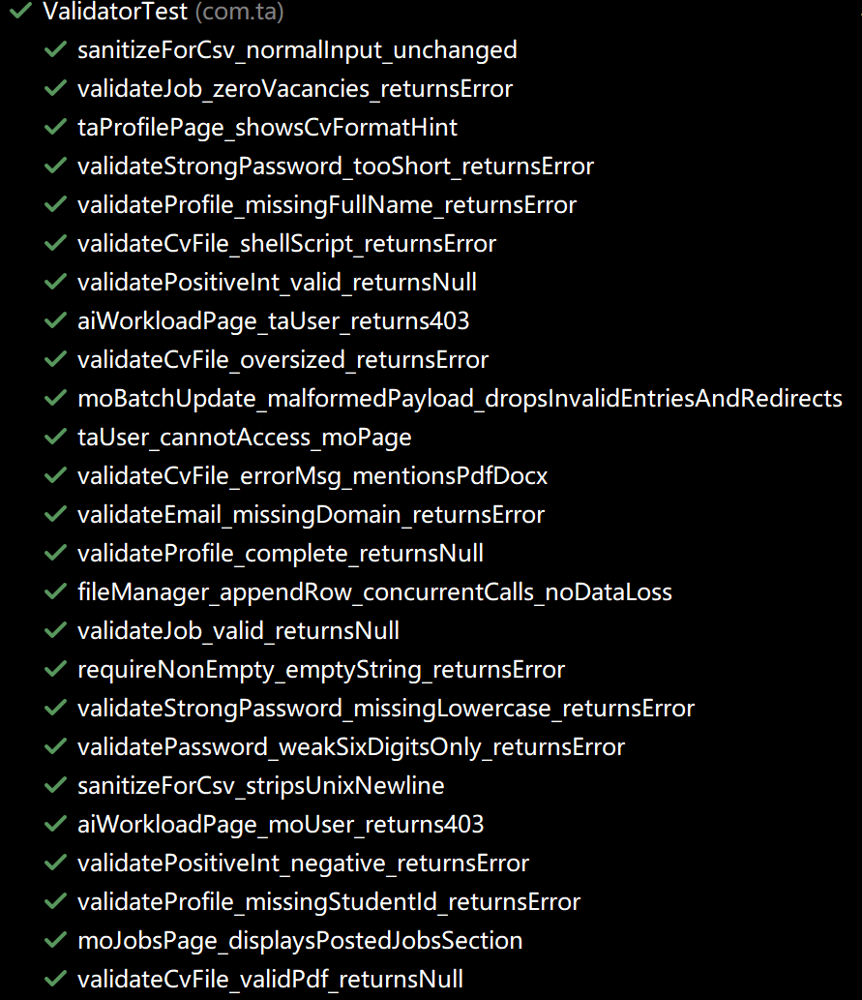 ValidatorTest (com.ta)
sanitizeForCsv_normalInput_unchanged
validateJob_zeroVacancies_returnsError
taProfilePage_showsCvFormatHint
validateStrongPassword_tooShort_returnsError
validateProfile_missingFullName_returnsError
validateCvFile_shellScript_returnsError
validatePositiveInt_valid_returnsNull
aiWorkloadPage_taUser_returns403
validateCvFile_oversized_returnsError
moBatchUpdate_malformedPayload_dropsInvalidEntriesAndRedirects
taUser_cannotAccess_moPage
validateCvFile_errorMsg_mentionsPdfDocx
validateEmail_missingDomain_returnsError
validateProfile_complete_returnsNull
fileManager_appendRow_concurrentCalls_noDataLoss
validateJob_valid_returnsNull
requireNonEmpty_emptyString_returnsError
validateStrongPassword_missingLowercase_returnsError
validatePassword_weakSixDigitsOnly_returnsError
sanitizeForCsv_stripsUnixNewline
aiWorkloadPage_moUser_returns403
validatePositiveInt_negative_returnsError
validateProfile_missingStudentId_returnsError
moJobsPage_displaysPostedJobsSection
validateCvFile_validPdf_returnsNull